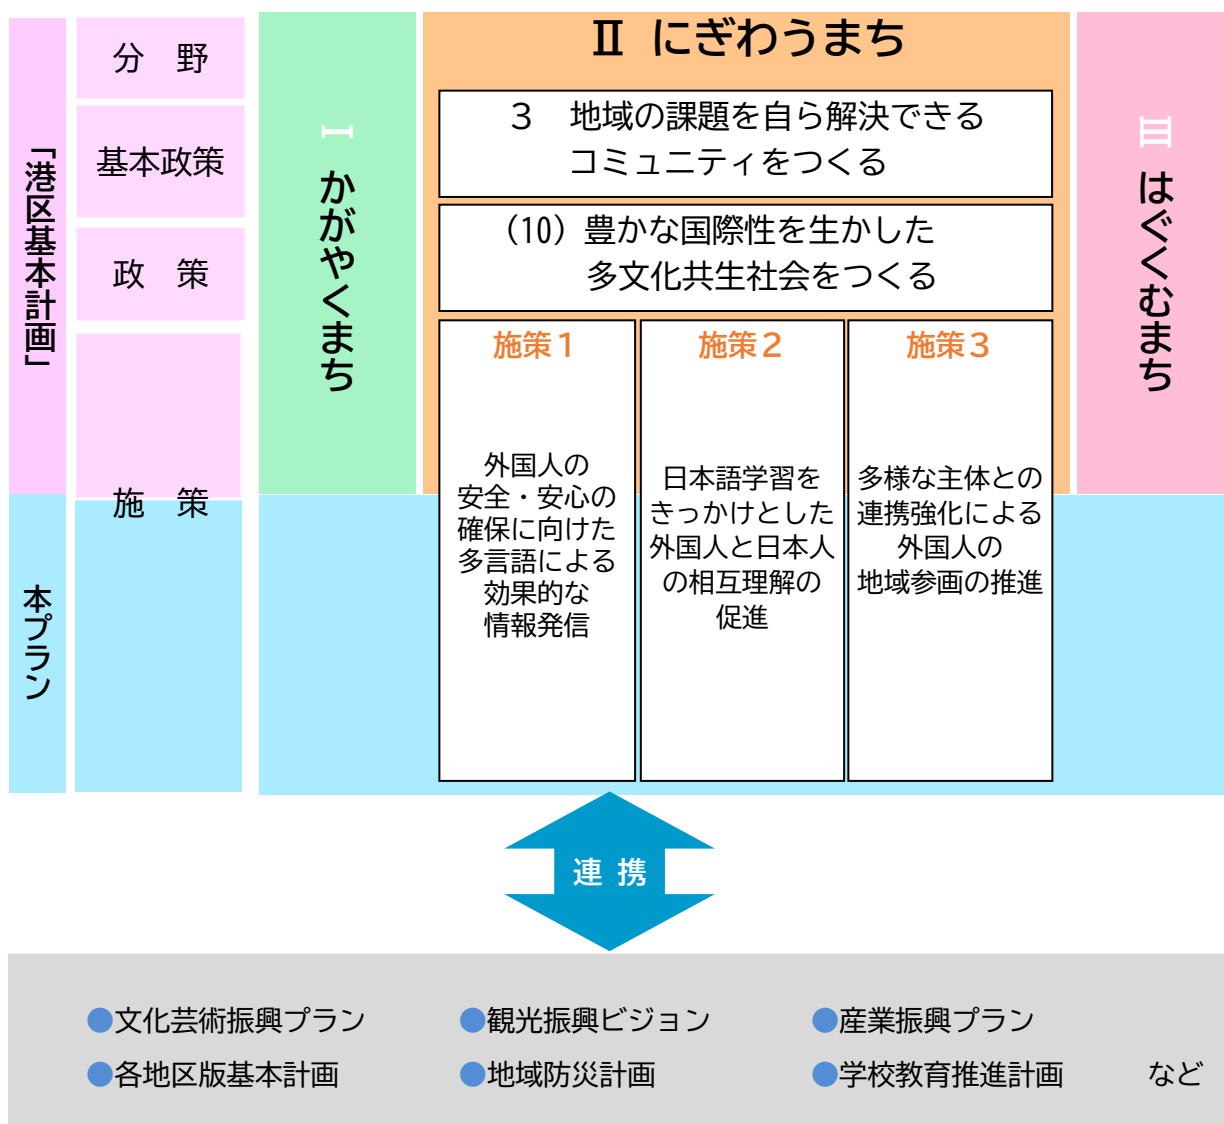 「港区基本計画」
本プラン
分　野
基本政策
政　策
施　策
Ⅰ かがやくまち
Ⅱ にぎわうまち
３　地域の課題を自ら解決できる
コミュニティをつくる
（10）豊かな国際性を生かした
多文化共生社会をつくる
施策１
外国人の
安全・安心の
確保に向けた
多言語による
効果的な
情報発信
施策２
日本語学習を
きっかけとした
外国人と日本人
の相互理解の
促進
施策３
多様な主体との
連携強化による
外国人の
地域参画の推進
Ⅲ はぐくむまち
連 携
●文化芸術振興プラン　●観光振興ビジョン　●産業振興プラン
●各地区版基本計画　●地域防災計画　●学校教育推進計画　など